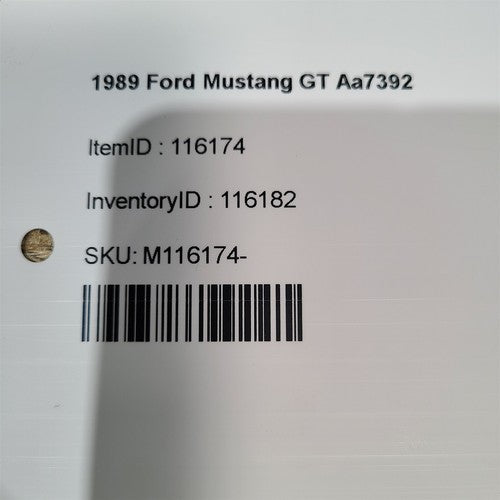 1989 Ford Mustang GT Aa7392
ItemID : 116174
InventoryID : 116182
SKU: M116174-